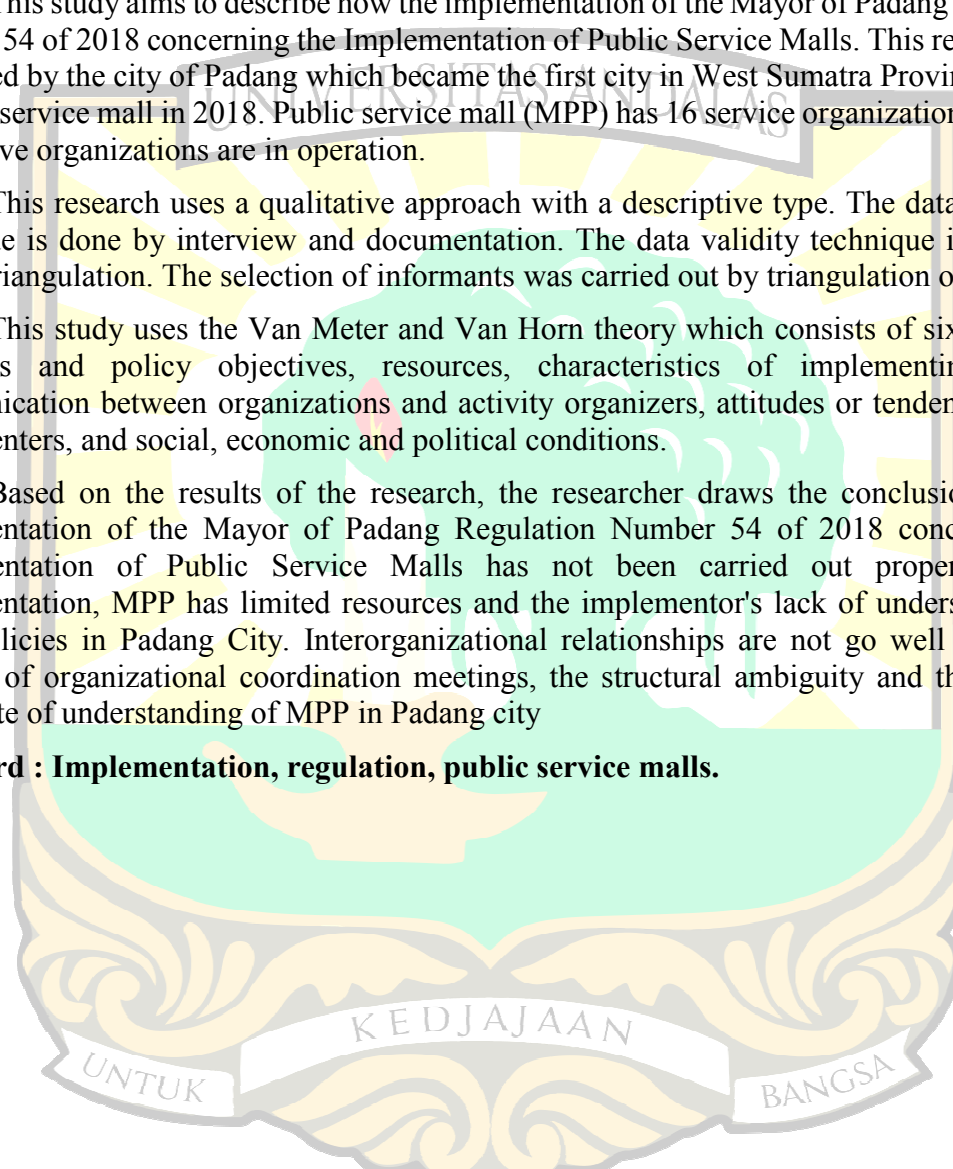 This study aims to describe how the implementation of the Mayor of Padang
54 of 2018 concerning the Implementation of Public Service Malls. This re
ed by the city of Padang which became the first city in West Sumatra Provin
service mall in 2018. Public service mall (MPP) has 16 service organization
ve organizations are in operation.
This research uses a qualitative approach with a descriptive type. The data
e is done by interview and documentation. The data validity technique i
riangulation. The selection of informants was carried out by triangulation o
This study uses the Van Meter and Van Horn theory which consists of six
s and policy objectives, resources, characteristics of implementin
ication between organizations and activity organizers, attitudes or tenden
enters, and social, economic and political conditions.
Based on the results of the research, the researcher draws the conclusio
entation of the Mayor of Padang Regulation Number 54 of 2018 conc
entation of Public Service Malls has not been carried out proper
entation, MPP has limited resources and the implementor's lack of unders
licies in Padang City. Interorganizational relationships are not go well
of organizational coordination meetings, the structural ambiguity and th
te of understanding of MPP in Padang city
rd : Implementation, regulation, public service malls.
UNIVERSITAS ANDALAS
UNTUK KEDJAJAAN BANGSA